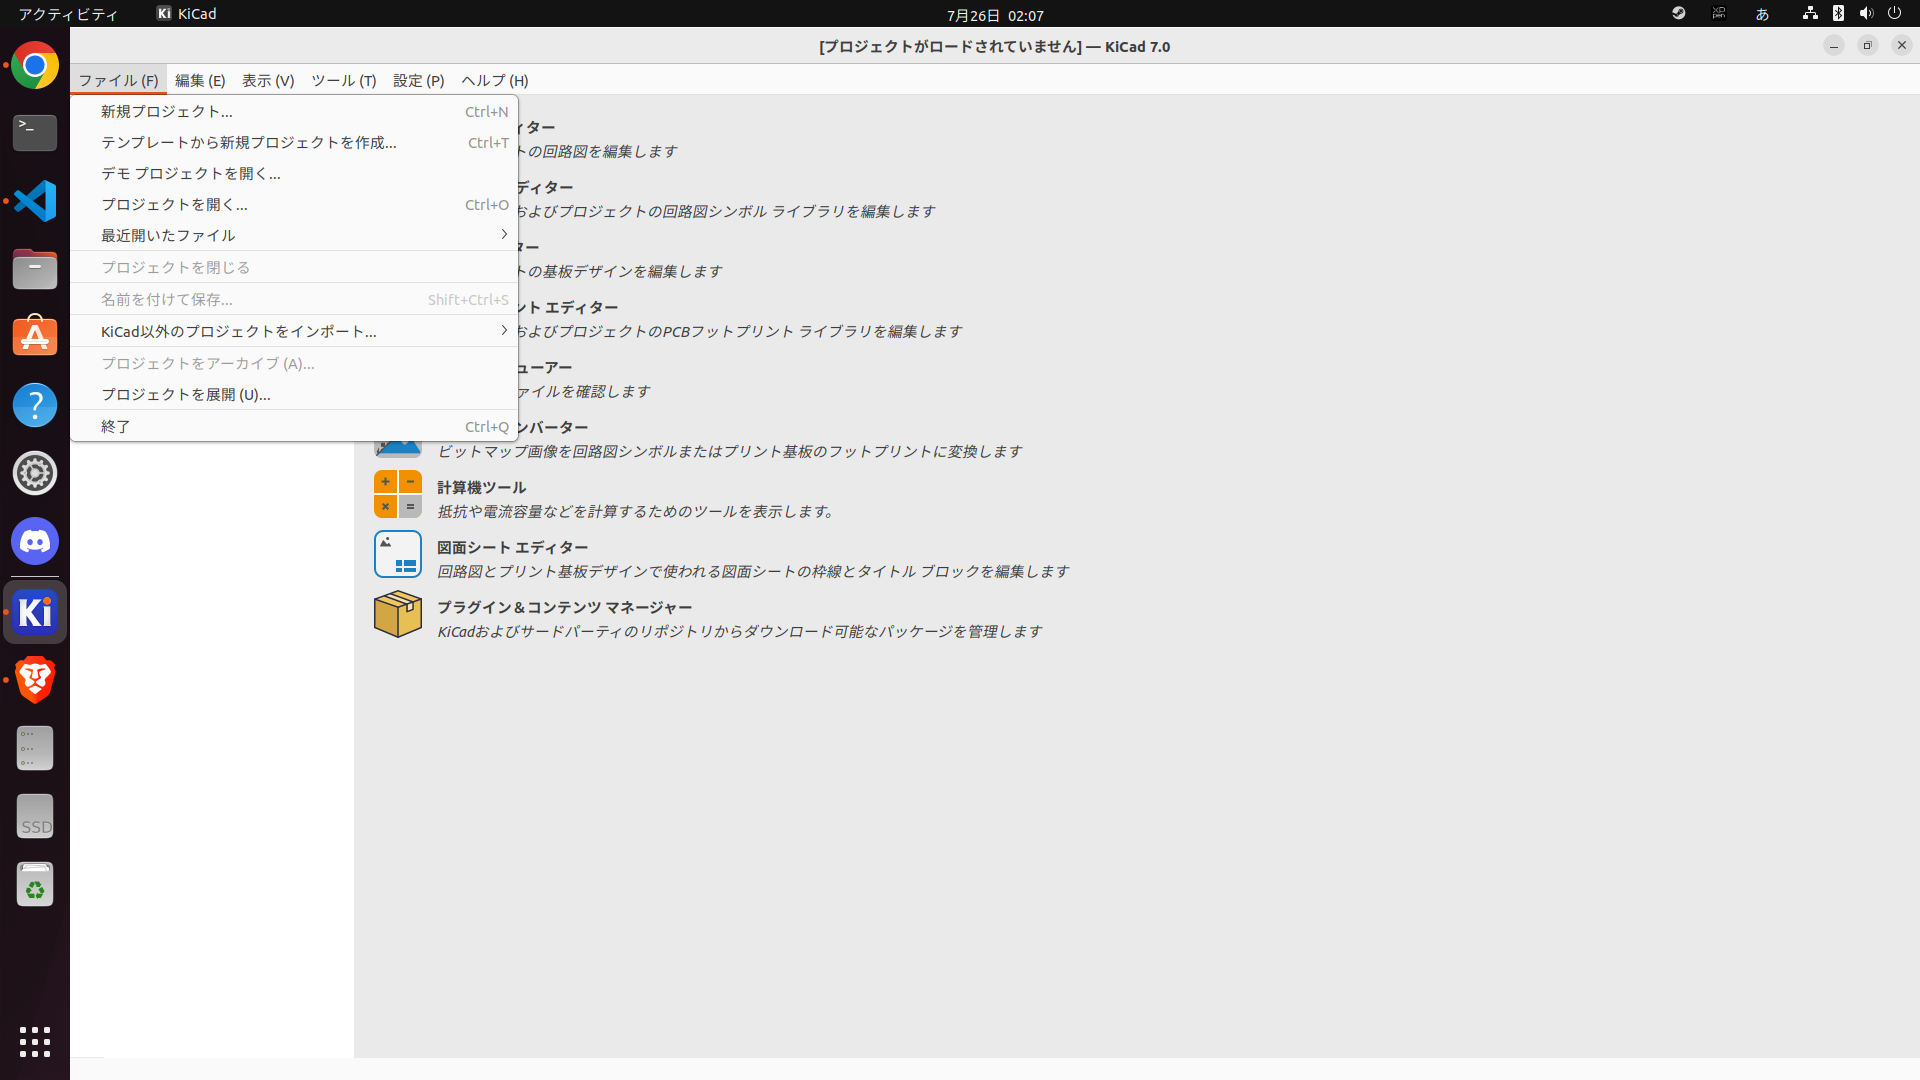 アクティビティ
KiCad
7月26日 02:07
あ
[プロジェクトがロードされていません] — KiCad 7.0
ファイル (F) 編集 (E) 表示 (V) ツール (T) 設定 (P) ヘルプ (H)
新規プロジェクト... Ctrl+N
テンプレートから新規プロジェクトを作成... Ctrl+T
デモ プロジェクトを開く...
プロジェクトを開く... Ctrl+O
最近開いたファイル
プロジェクトを閉じる
名前を付けて保存... Shift+Ctrl+S
KiCad以外のプロジェクトをインポート...
プロジェクトをアーカイブ (A)...
プロジェクトを展開 (U)...
終了 Ctrl+Q
ィター
トの回路図を編集します
ディター
およびプロジェクトの回路図シンボル ライブラリを編集します
ター
トの基板デザインを編集します
ント エディター
およびプロジェクトのPCBフットプリント ライブラリを編集します
ューアー
ァイルを確認します
ンバーター
ビットマップ画像を回路図シンボルまたはプリント基板のフットプリントに変換します
計算機ツール
抵抗や電流容量などを計算するためのツールを表示します。
図面シート エディター
回路図とプリント基板デザインで使われる図面シートの枠線とタイトル ブロックを編集します
プラグイン＆コンテンツ マネージャー
KiCadおよびサードパーティのリポジトリからダウンロード可能なパッケージを管理します
Ki
SSD